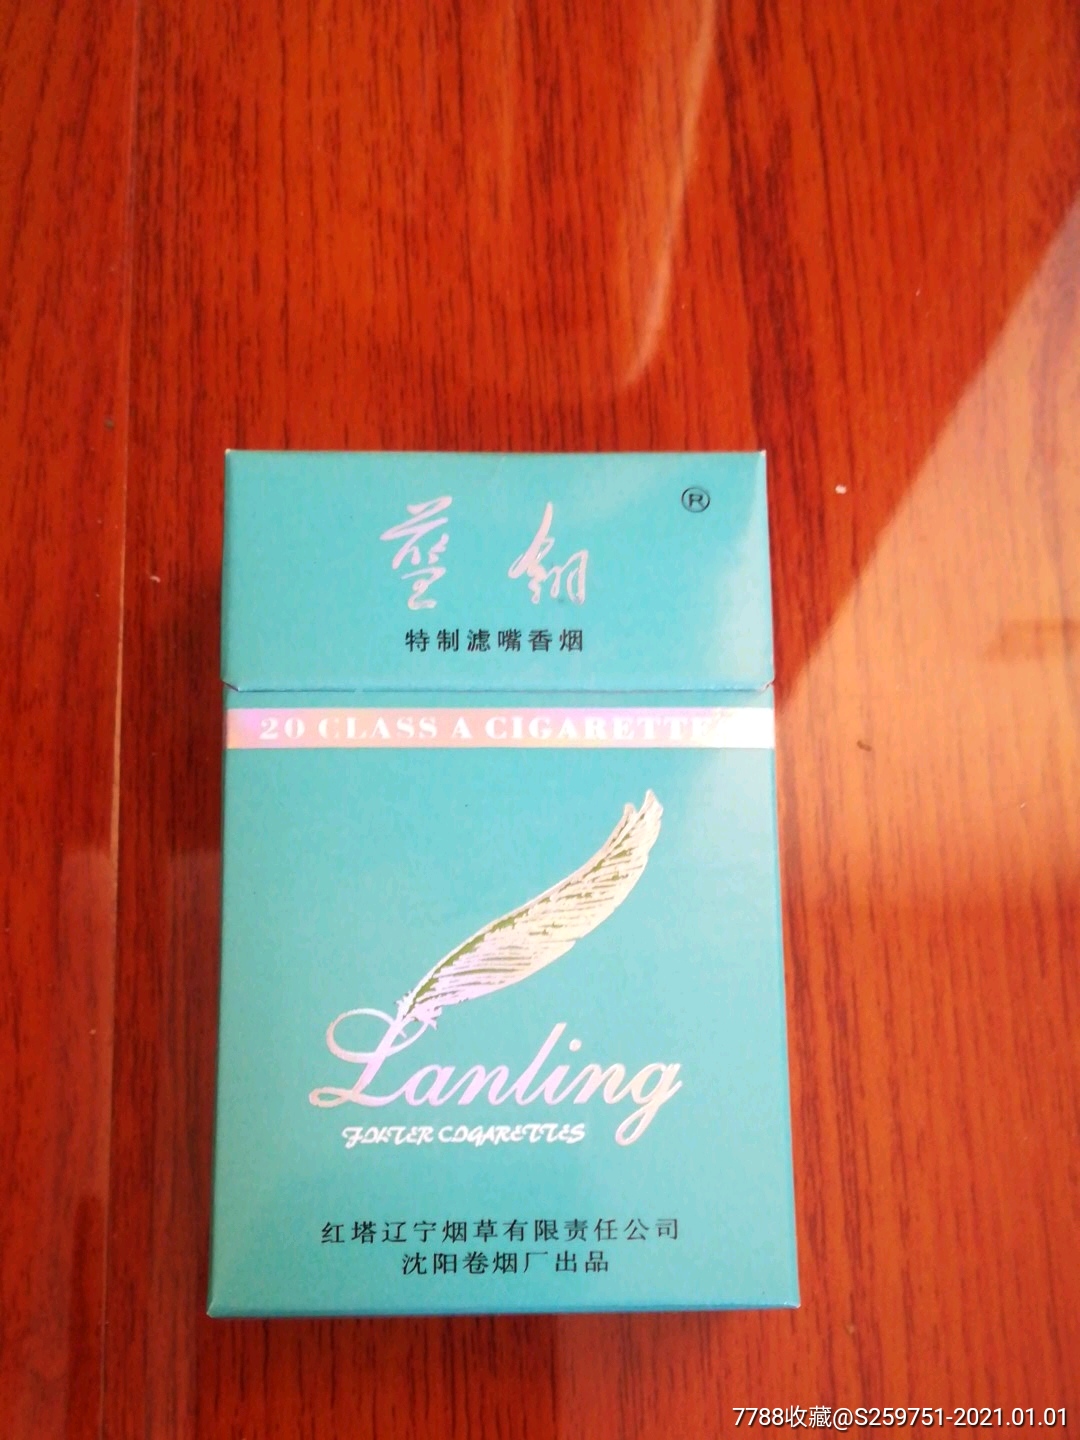 蓝翎
®
特制滤嘴香烟
20 CLASS A CIGARETTE
Lanling
FILTER CIGARETTES
红塔辽宁烟草有限责任公司
沈阳卷烟厂出品
7788收藏@S259751-2021.01.01